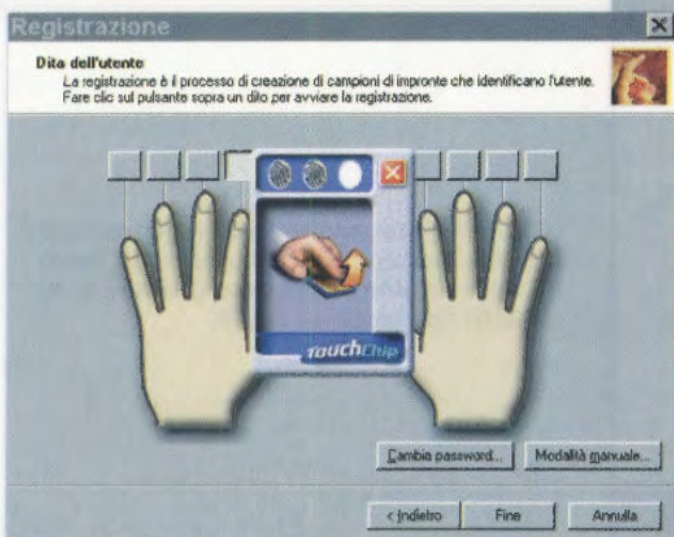 Registrazione
Dita dell'utente
La registrazione è il processo di creazione di campioni di impronte che identificano l'utente.
Fare clic sul pulsante sopra un dito per avviare la registrazione.
TouchChip
Cambia password...
Modalità manuale...
< Indietro
Fine
Annulla